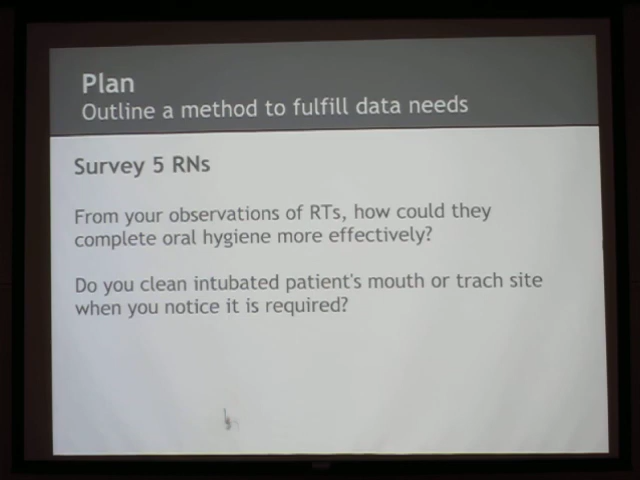 Plan
Outline a method to fulfill data needs
Survey 5 RNs
From your observations of RTs, how could they
complete oral hygiene more effectively?
Do you clean intubated patient's mouth or trach site
when you notice it is required?